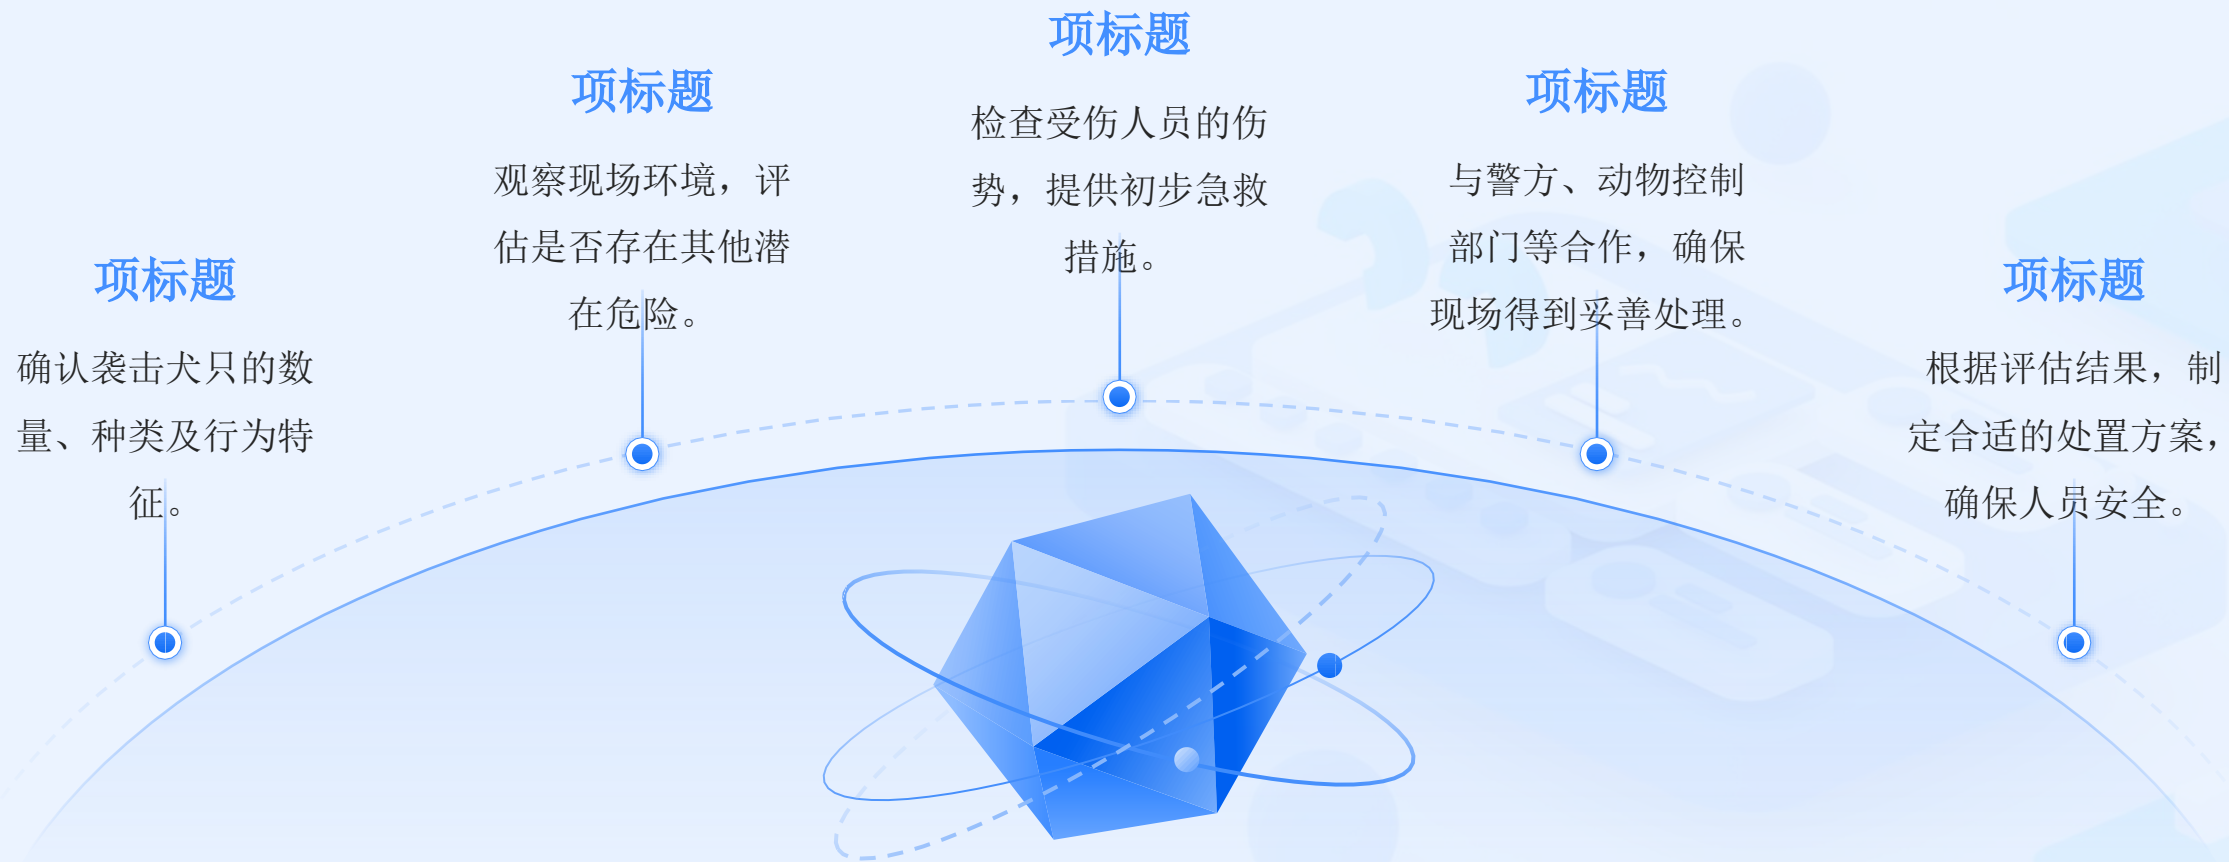 项标题
确认袭击犬只的数
量、种类及行为特
征。
项标题
观察现场环境，评
估是否存在其他潜
在危险。
项标题
检查受伤人员的伤
势，提供初步急救
措施。
项标题
与警方、动物控制
部门等合作，确保
现场得到妥善处理。
项标题
根据评估结果，制
定合适的处置方案，
确保人员安全。